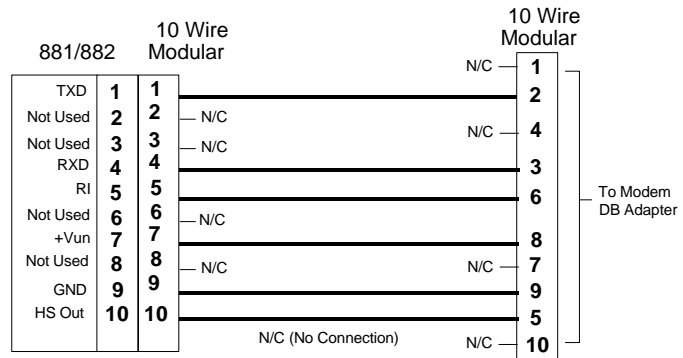 881/882
10 Wire
Modular
10 Wire
Modular
TXD 1 1
Not Used 2 2 N/C
Not Used 3 3 N/C
RXD 4 4
RI 5 5
Not Used 6 6 N/C
+Vun 7 7
Not Used 8 8 N/C
GND 9 9
HS Out 10 10
N/C (No Connection)
N/C 1
2
N/C 4
3
6
8
N/C 7
9
5
N/C 10
To Modem
DB Adapter